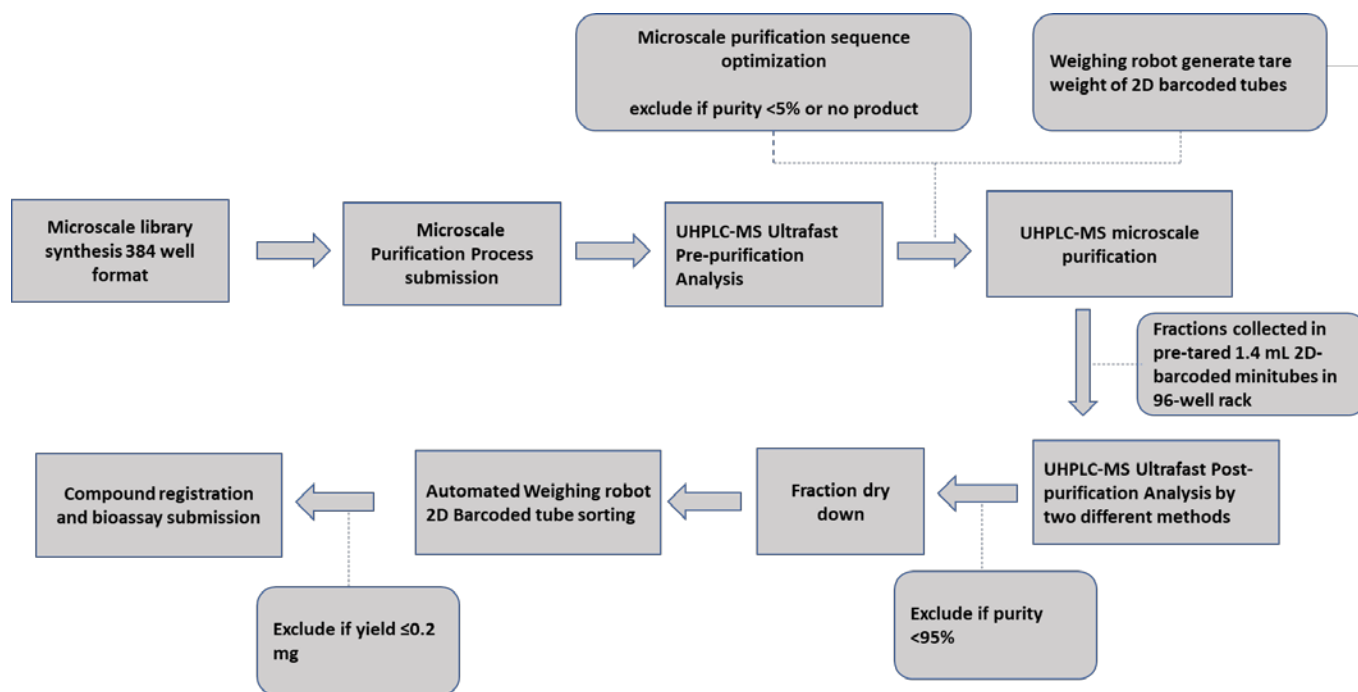 Microscale purification sequence
optimization
exclude if purity <5% or no product
Weighing robot generate tare
weight of 2D barcoded tubes
Microscale library
synthesis 384 well
format
Microscale
Purification Process
submission
UHPLC-MS Ultrafast
Pre-purification
Analysis
UHPLC-MS microscale
purification
Fractions collected in
pre-tared 1.4 mL 2D-
barcoded minitubes in
96-well rack
UHPLC-MS Ultrafast Post-
purification Analysis by
two different methods
Fraction dry
down
Automated Weighing robot
2D Barcoded tube sorting
Compound registration
and bioassay submission
Exclude if purity
<95%
Exclude if yield ≤0.2
mg